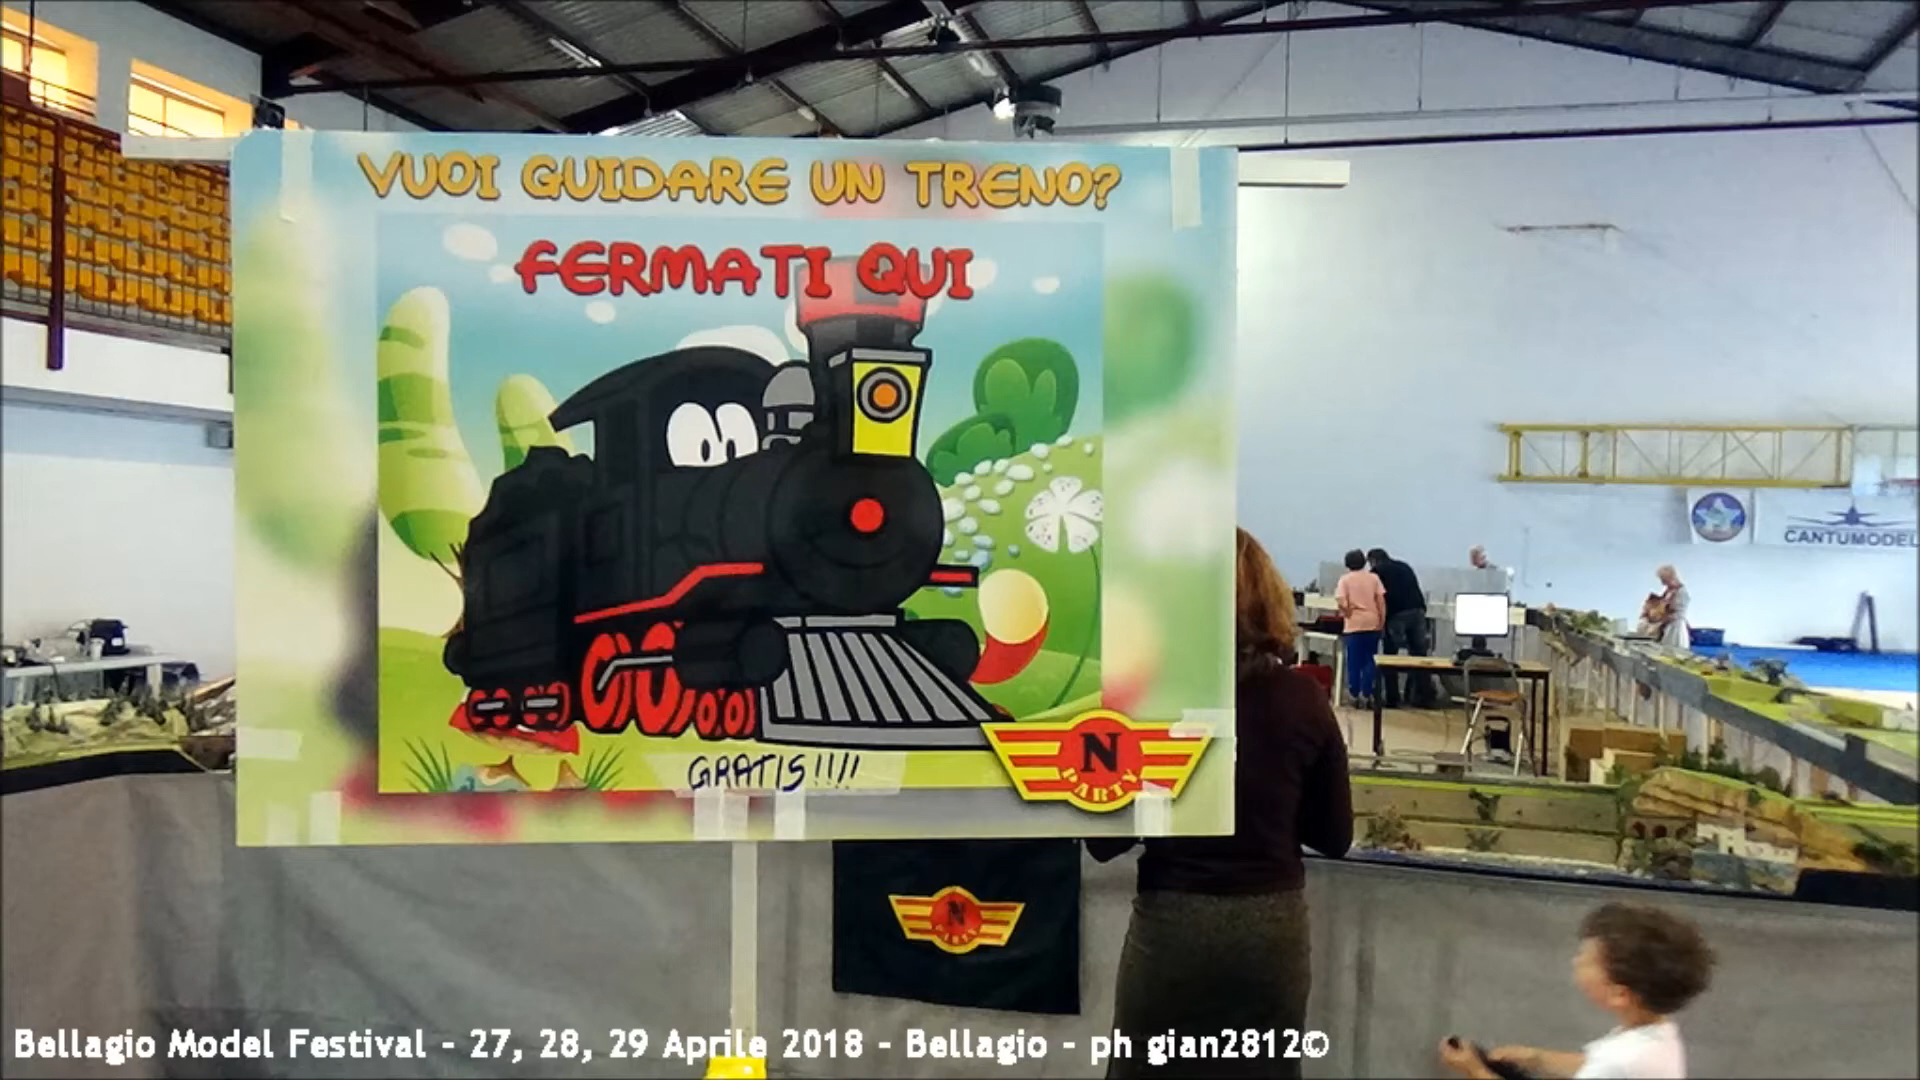 VUOI GUIDARE UN TRENO?
FERMATI QUI
GRATIS!!!!
N
PARTY
N
PARTY
CANTUMODEL
Bellagio Model Festival - 27, 28, 29 Aprile 2018 - Bellagio - ph gian2812©